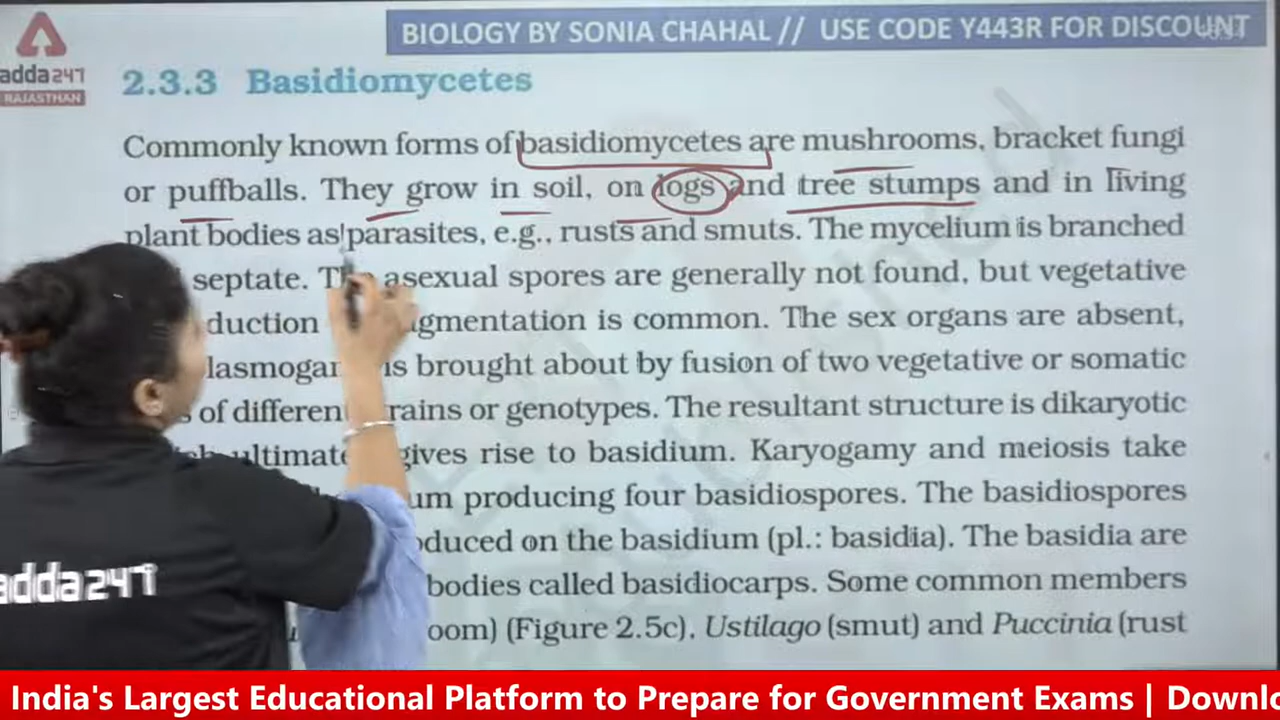 BIOLOGY BY SONIA CHAHAL // USE CODE Y443R FOR DISCOUNT
adda247
RAJASTHAN
2.3.3 Basidiomycetes
Commonly known forms of basidiomycetes are mushrooms, bracket fungi
or puffballs. They grow in soil, on logs and tree stumps and in living
plant bodies as parasites, e.g., rusts and smuts. The mycelium is branched
septate. The asexual spores are generally not found, but vegetative
duction gmentation is common. The sex organs are absent,
lasmogar is brought about by fusion of two vegetative or somatic
of differen rains or genotypes. The resultant structure is dikaryotic
ultimate gives rise to basidium. Karyogamy and meiosis take
um producing four basidiospores. The basidiospores
duced on the basidium (pl.: basidia). The basidia are
bodies called basidiocarps. Some common members
oom) (Figure 2.5c), Ustilago (smut) and Puccinia (rust
adda247
India's Largest Educational Platform to Prepare for Government Exams | Downlo